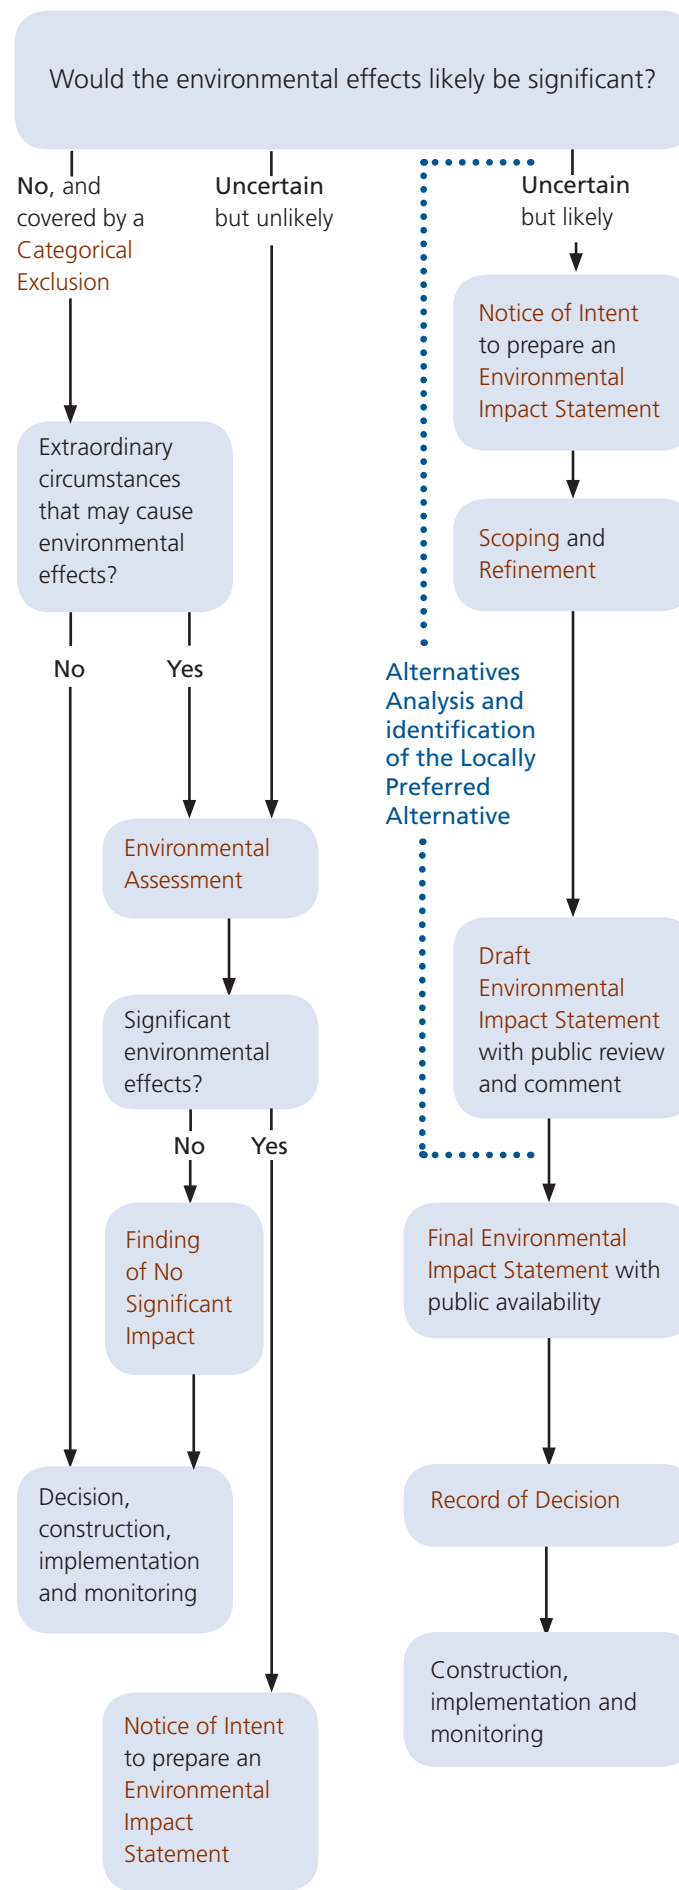 Would the environmental effects likely be significant?
No, and
covered by a
Categorical
Exclusion
Uncertain
but unlikely
Uncertain
but likely
Notice of Intent
to prepare an
Environmental
Impact Statement
Extraordinary
circumstances
that may cause
environmental
effects?
Scoping and
Refinement
No
Yes
Alternatives
Analysis and
identification
of the Locally
Preferred
Alternative
Environmental
Assessment
Draft
Environmental
Impact Statement
with public review
and comment
Significant
environmental
effects?
No
Yes
Finding
of No
Significant
Impact
Final Environmental
Impact Statement with
public availability
Decision,
construction,
implementation
and monitoring
Record of Decision
Construction,
implementation and
monitoring
Notice of Intent
to prepare an
Environmental
Impact
Statement